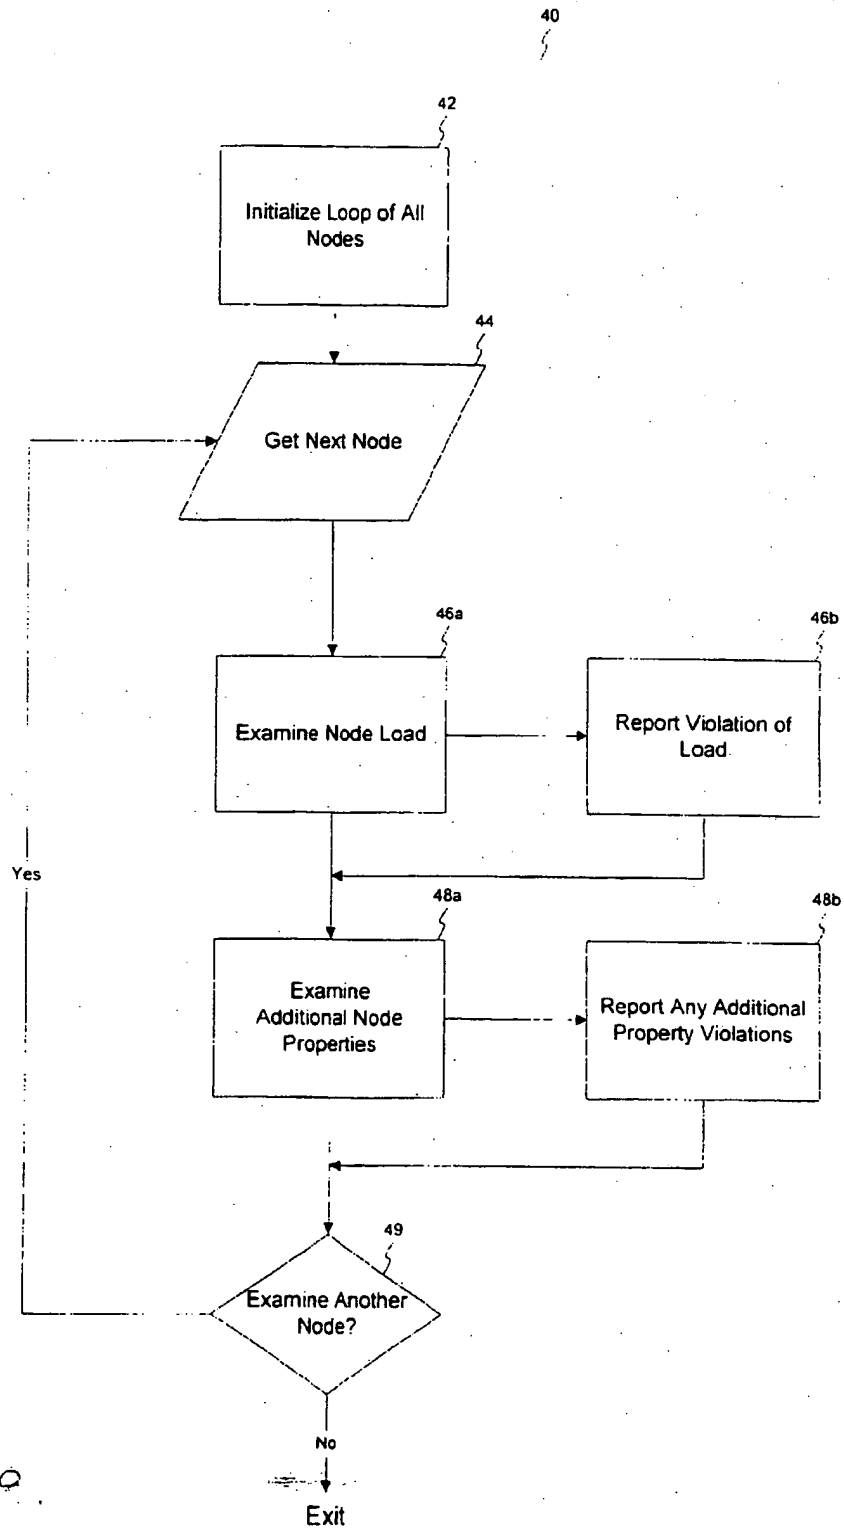 40
42
Initialize Loop of All
Nodes
44
Get Next Node
46a
Examine Node Load
46b
Report Violation of
Load
Yes
48a
Examine
Additional Node
Properties
48b
Report Any Additional
Property Violations
49
Examine Another
Node?
No
Exit